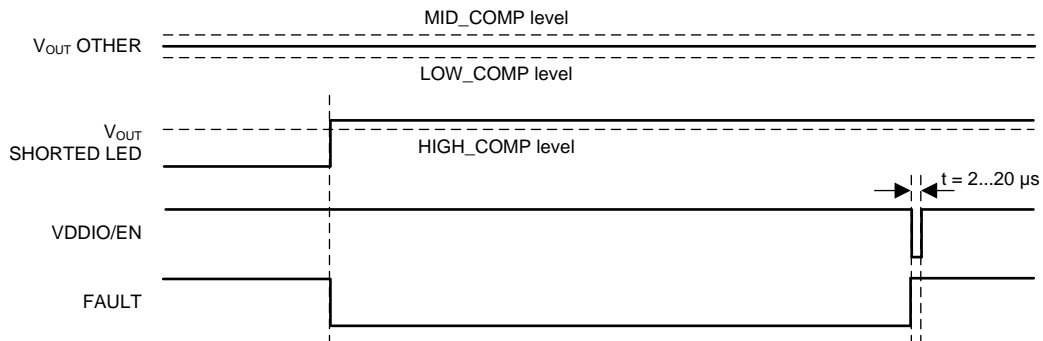 MID_COMP level
VOUT OTHER
LOW_COMP level
VOUT
SHORTED LED
HIGH_COMP level
t = 2...20 µs
VDDIO/EN
FAULT